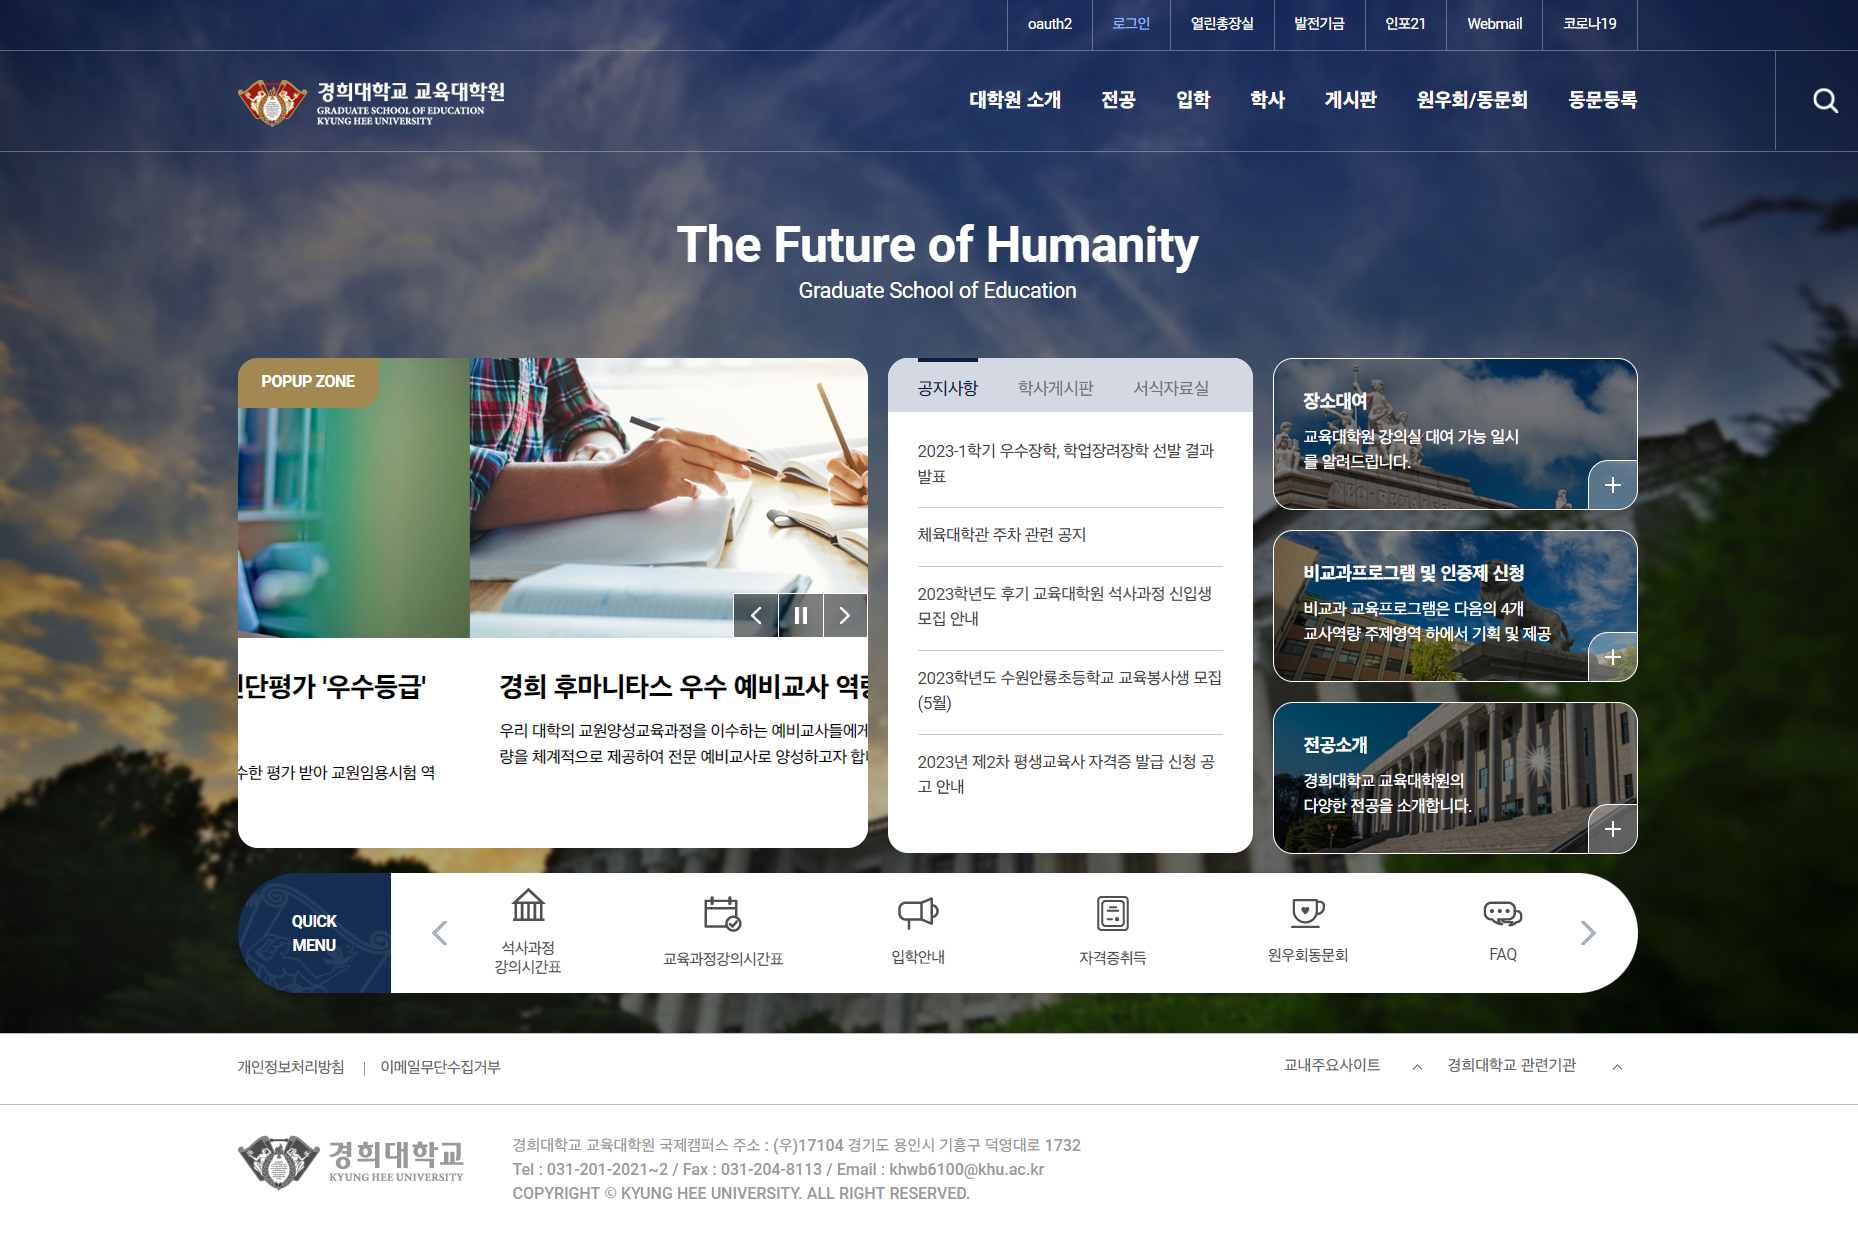 oauth2
로그인
열린총장실
발전기금
인포21
Webmail
코로나19
경희대학교 교육대학원
GRADUATE SCHOOL OF EDUCATION
KYUNG HEE UNIVERSITY
대학원 소개
전공
입학
학사
게시판
원우회/동문회
동문등록
The Future of Humanity
Graduate School of Education
POPUP ZONE
단평가 '우수등급'
수한 평가 받아 교원임용시험 역
경희 후마니타스 우수 예비교사 역량
우리 대학의 교원양성교육과정을 이수하는 예비교사들에게
량을 체계적으로 제공하여 전문 예비교사로 양성하고자 합
공지사항
학사게시판
서식자료실
2023-1학기 우수장학, 학업장려장학 선발 결과
발표
체육대학관 주차 관련 공지
2023학년도 후기 교육대학원 석사과정 신입생
모집 안내
2023학년도 수원안룡초등학교 교육봉사생 모집
(5월)
2023년 제2차 평생교육사 자격증 발급 신청 공
고 안내
장소대여
교육대학원 강의실 대여 가능 일시
를 알려드립니다.
비교과프로그램 및 인증제 신청
비교과 교육프로그램은 다음의 4개
교사역량 주제영역 하에서 기획 및 제공
전공소개
경희대학교 교육대학원의
다양한 전공을 소개합니다.
QUICK
MENU
석사과정
강의시간표
교육과정강의시간표
입학안내
자격증취득
원우회동문회
FAQ
개인정보처리방침
이메일무단수집거부
교내주요사이트
경희대학교 관련기관
경희대학교
KYUNG HEE UNIVERSITY
경희대학교 교육대학원 국제캠퍼스 주소 : (우)17104 경기도 용인시 기흥구 덕영대로 1732
Tel : 031-201-2021~2 / Fax : 031-204-8113 / Email : khwb6100@khu.ac.kr
COPYRIGHT © KYUNG HEE UNIVERSITY. ALL RIGHT RESERVED.